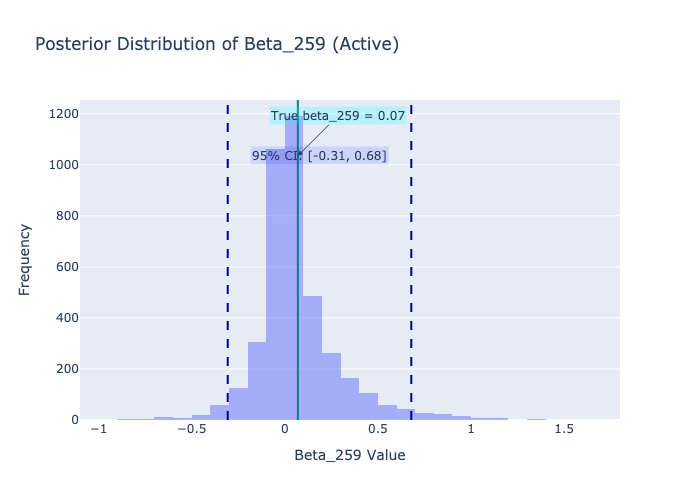 Posterior Distribution of Beta_259 (Active)
1200
True beta_259 = 0.07
95% CI: [-0.31, 0.68]
1000
800
600
400
200
0
Frequency
−1
−0.5
0
0.5
1
1.5
Beta_259 Value